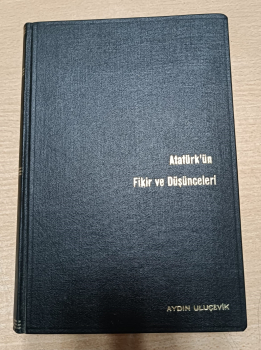 Atatürk'ün
Fikir ve Düşünceleri
AYDIN ULUÇEVİK